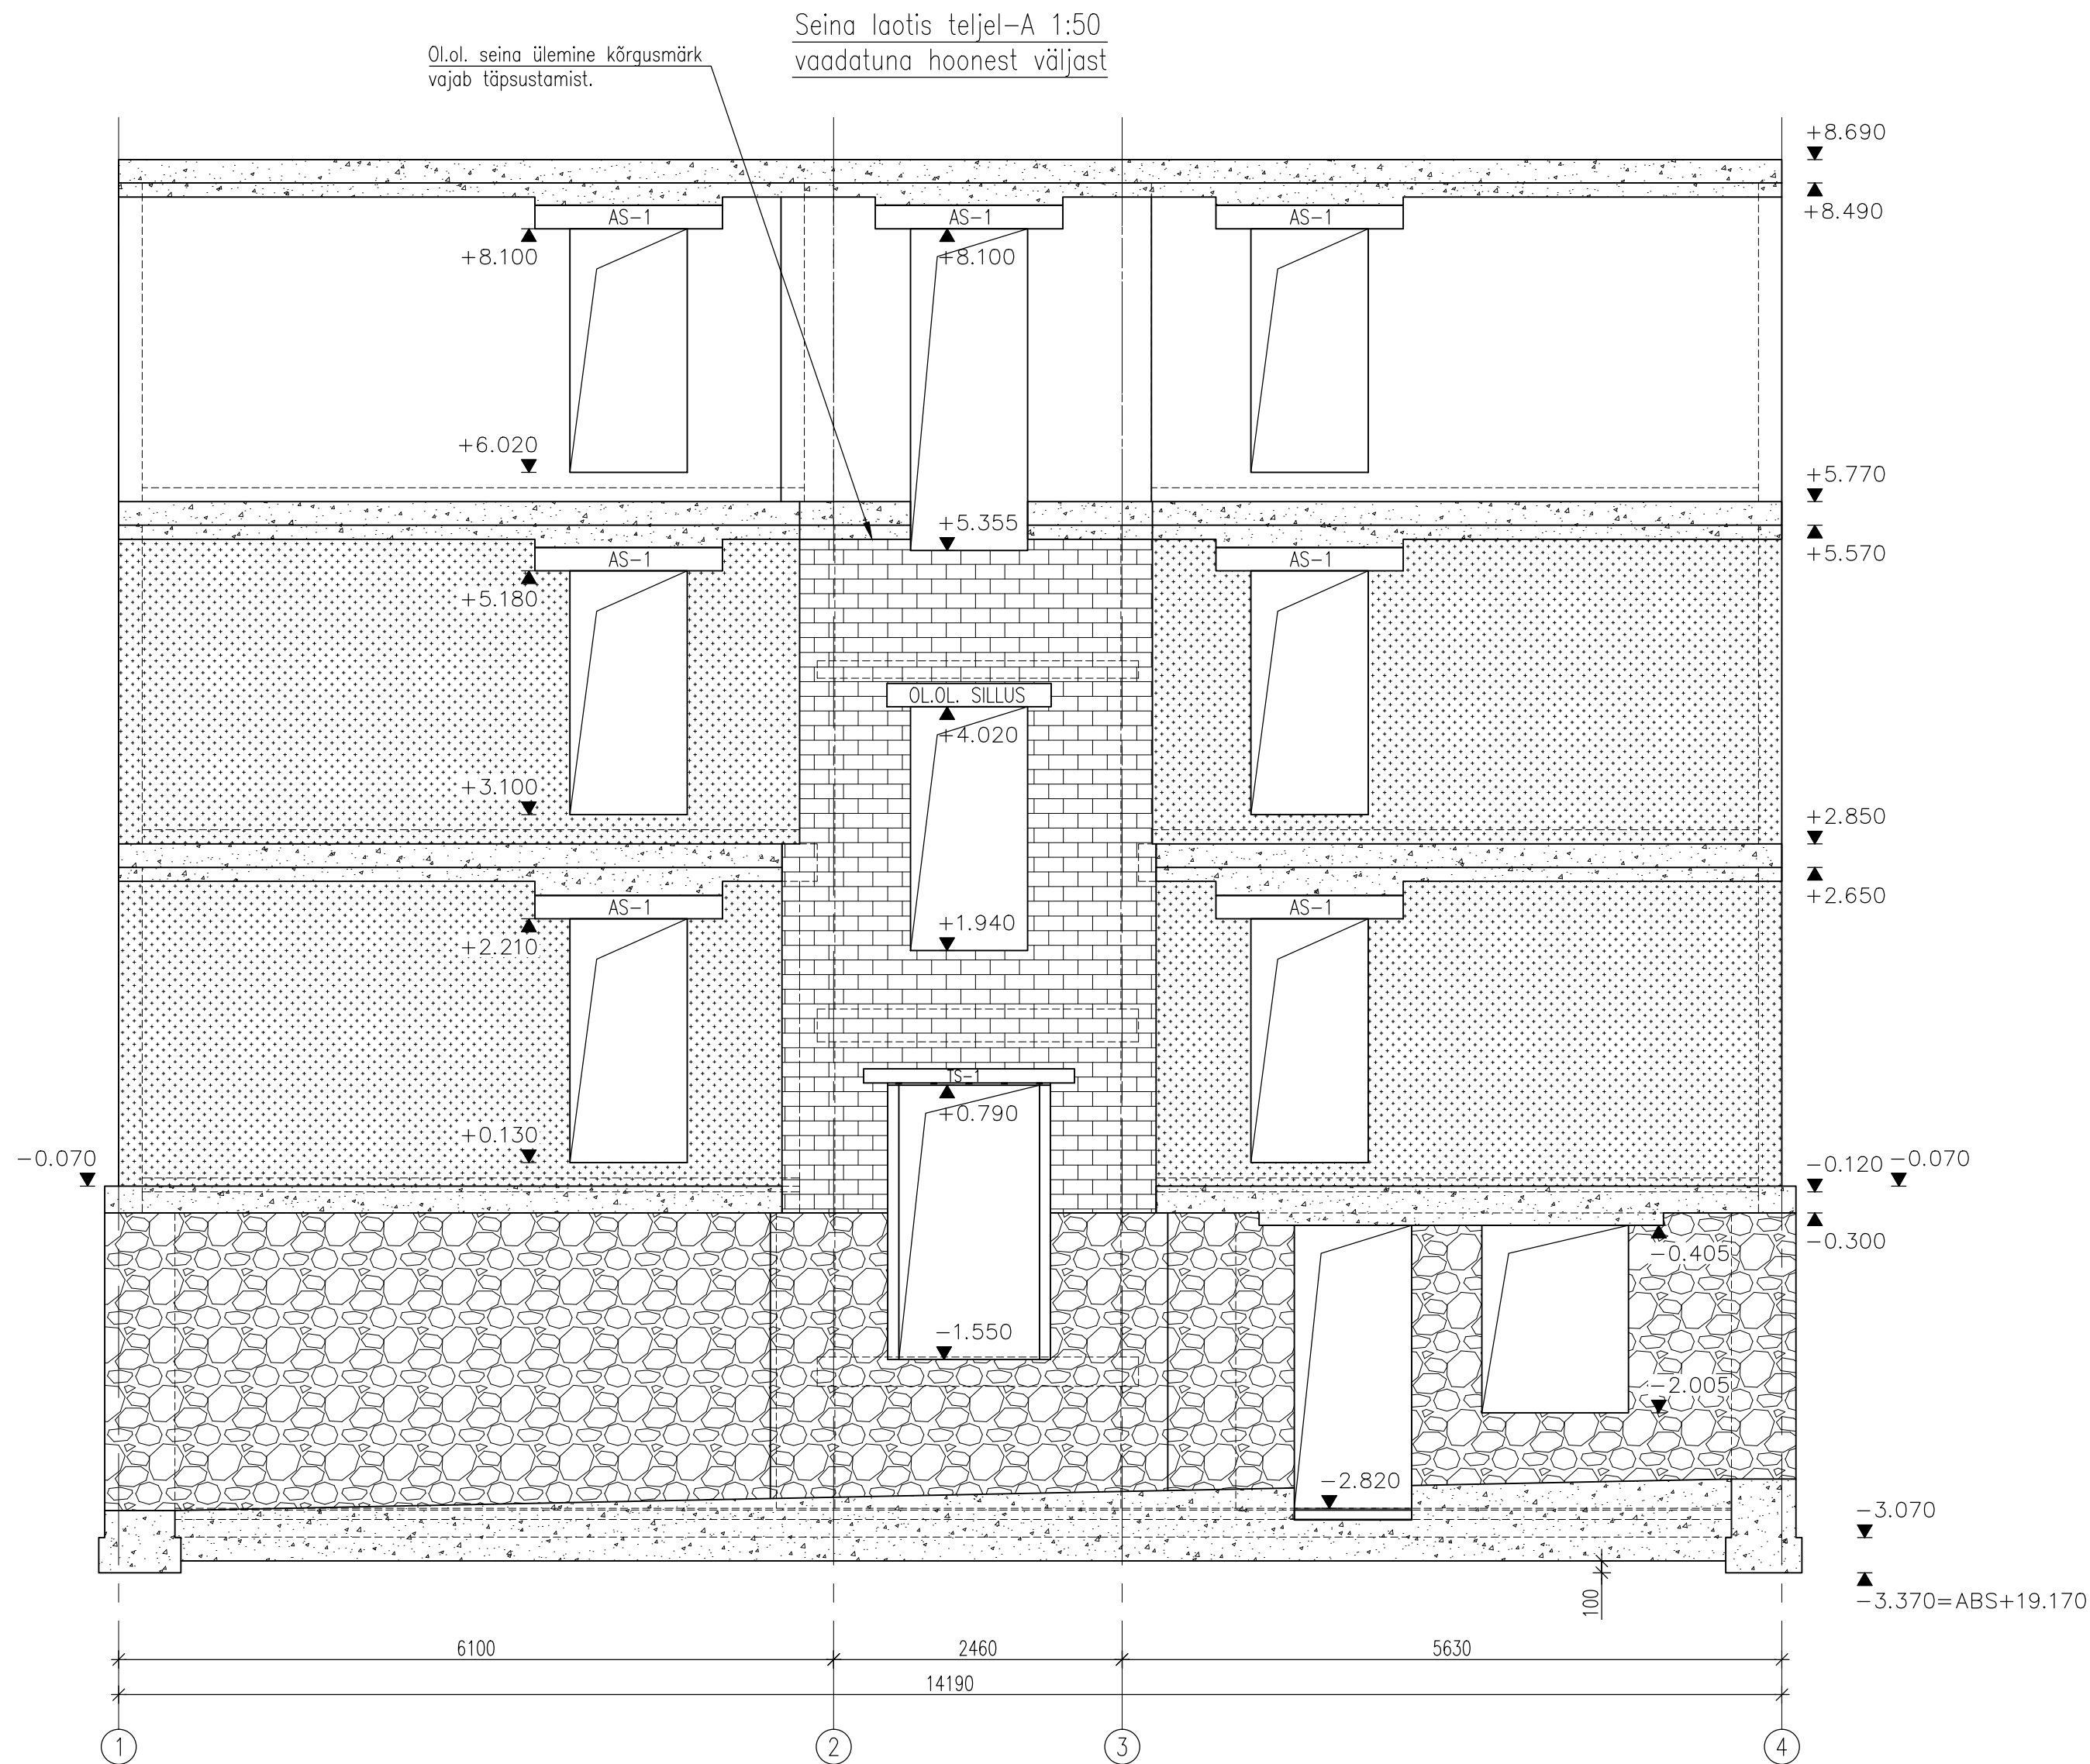 Seina laotis teljel-A 1:50
vaadatuna hoonest väljast
Ol.ol. seina ülemine kõrgusmärk
vajab täpsustamist.
+8.690
+8.490
AS-1
AS-1
AS-1
+8.100
+8.100
+6.020
+5.770
+5.355
+5.570
AS-1
AS-1
+5.180
OL.OL. SILLUS
+4.020
+3.100
+2.850
+2.650
AS-1
AS-1
+2.210
+1.940
TS-1
+0.790
+0.130
-0.070
-0.120
-0.070
-0.300
-0.405
-1.550
-2.005
-2.820
-3.070
100
-3.370=ABS+19.170
6100
2460
5630
14190
1
2
3
4